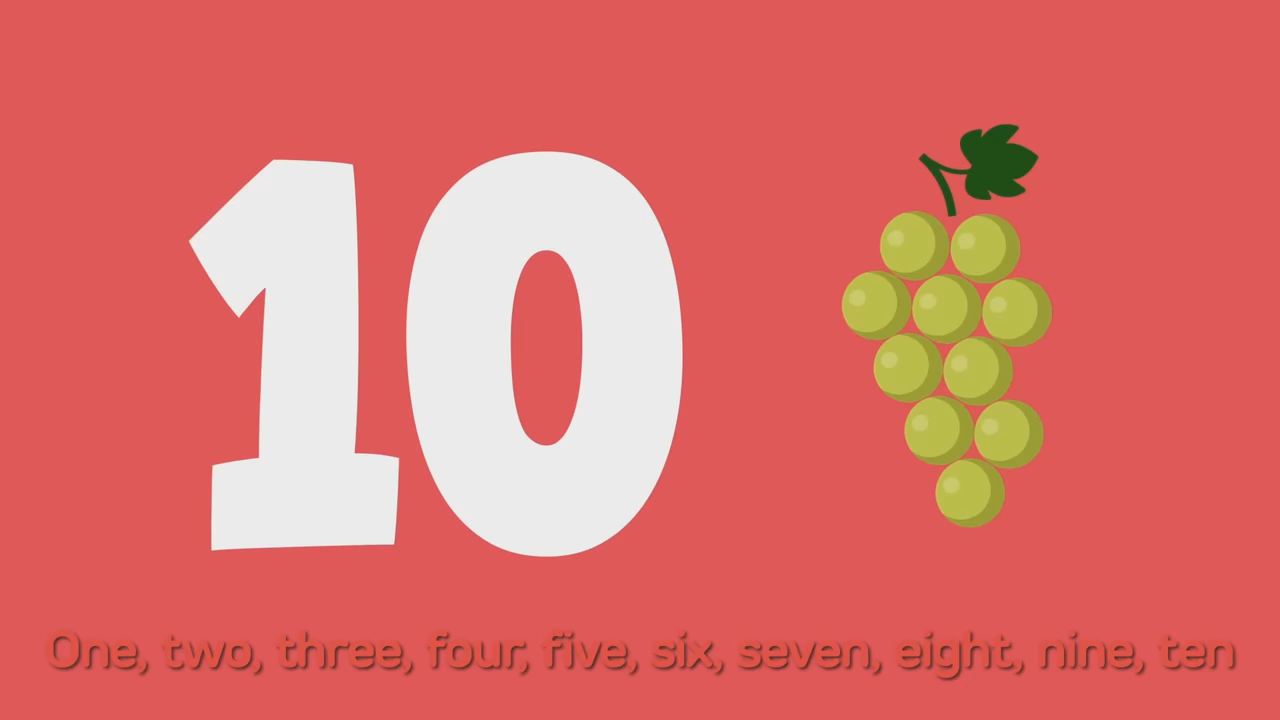 10
One, two, three, four, five, six, seven, eight, nine, ten